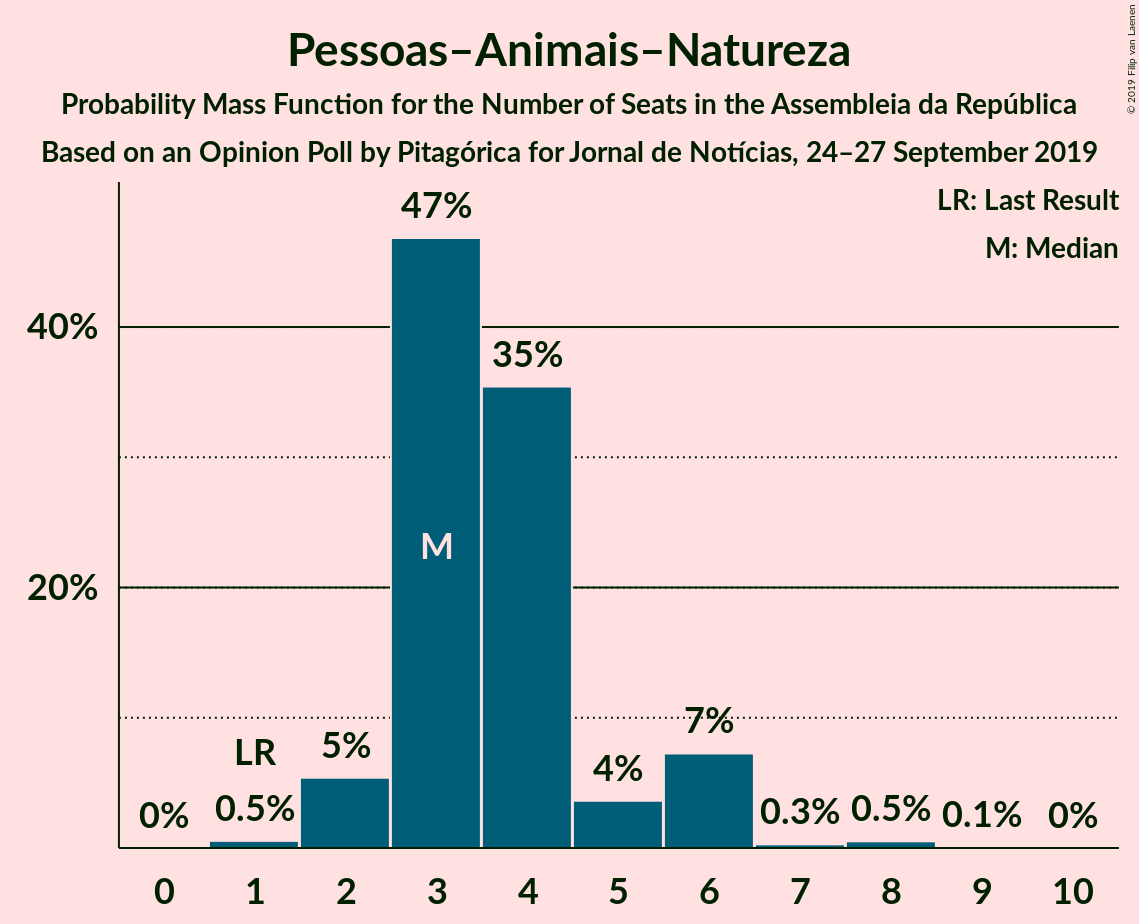 Pessoas–Animais–Natureza
Probability Mass Function for the Number of Seats in the Assembleia da República
Based on an Opinion Poll by Pitagórica for Jornal de Notícias, 24–27 September 2019
© 2019 Filip van Laenen
LR: Last Result
M: Median
47%
40%
35%
M
20%
7%
LR
5%
4%
0%
0.5%
0.3%
0.5%
0.1%
0%
0 1 2 3 4 5 6 7 8 9 10